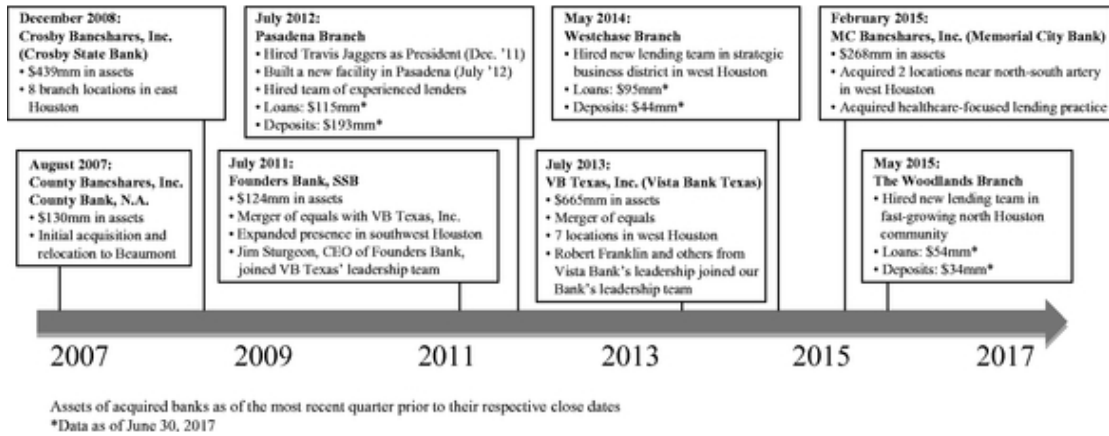 December 2008:
Crosby Bancshares, Inc.
(Crosby State Bank)
• $439mm in assets
• 8 branch locations in east
Houston
July 2012:
Pasadena Branch
• Hired Travis Jaggers as President (Dec. '11)
• Built a new facility in Pasadena (July '12)
• Hired team of experienced lenders
• Loans: $115mm*
• Deposits: $193mm*
May 2014:
Westchase Branch
• Hired new lending team in strategic
business district in west Houston
• Loans: $95mm*
• Deposits: $44mm*
February 2015:
MC Bancshares, Inc. (Memorial City Bank)
• $268mm in assets
• Acquired 2 locations near north-south artery
in west Houston
• Acquired healthcare-focused lending practice
August 2007:
County Bancshares, Inc.
County Bank, N.A.
• $130mm in assets
• Initial acquisition and
relocation to Beaumont
July 2011:
Founders Bank, SSB
• $124mm in assets
• Merger of equals with VB Texas, Inc.
• Expanded presence in southwest Houston
• Jim Sturgeon, CEO of Founders Bank,
joined VB Texas' leadership team
July 2013:
VB Texas, Inc. (Vista Bank Texas)
• $665mm in assets
• Merger of equals
• 7 locations in west Houston
• Robert Franklin and others from
Vista Bank's leadership joined our
Bank's leadership team
May 2015:
The Woodlands Branch
• Hired new lending team in
fast-growing north Houston
community
• Loans: $54mm*
• Deposits: $34mm*
2007 2009 2011 2013 2015 2017
Assets of acquired banks as of the most recent quarter prior to their respective close dates
*Data as of June 30, 2017